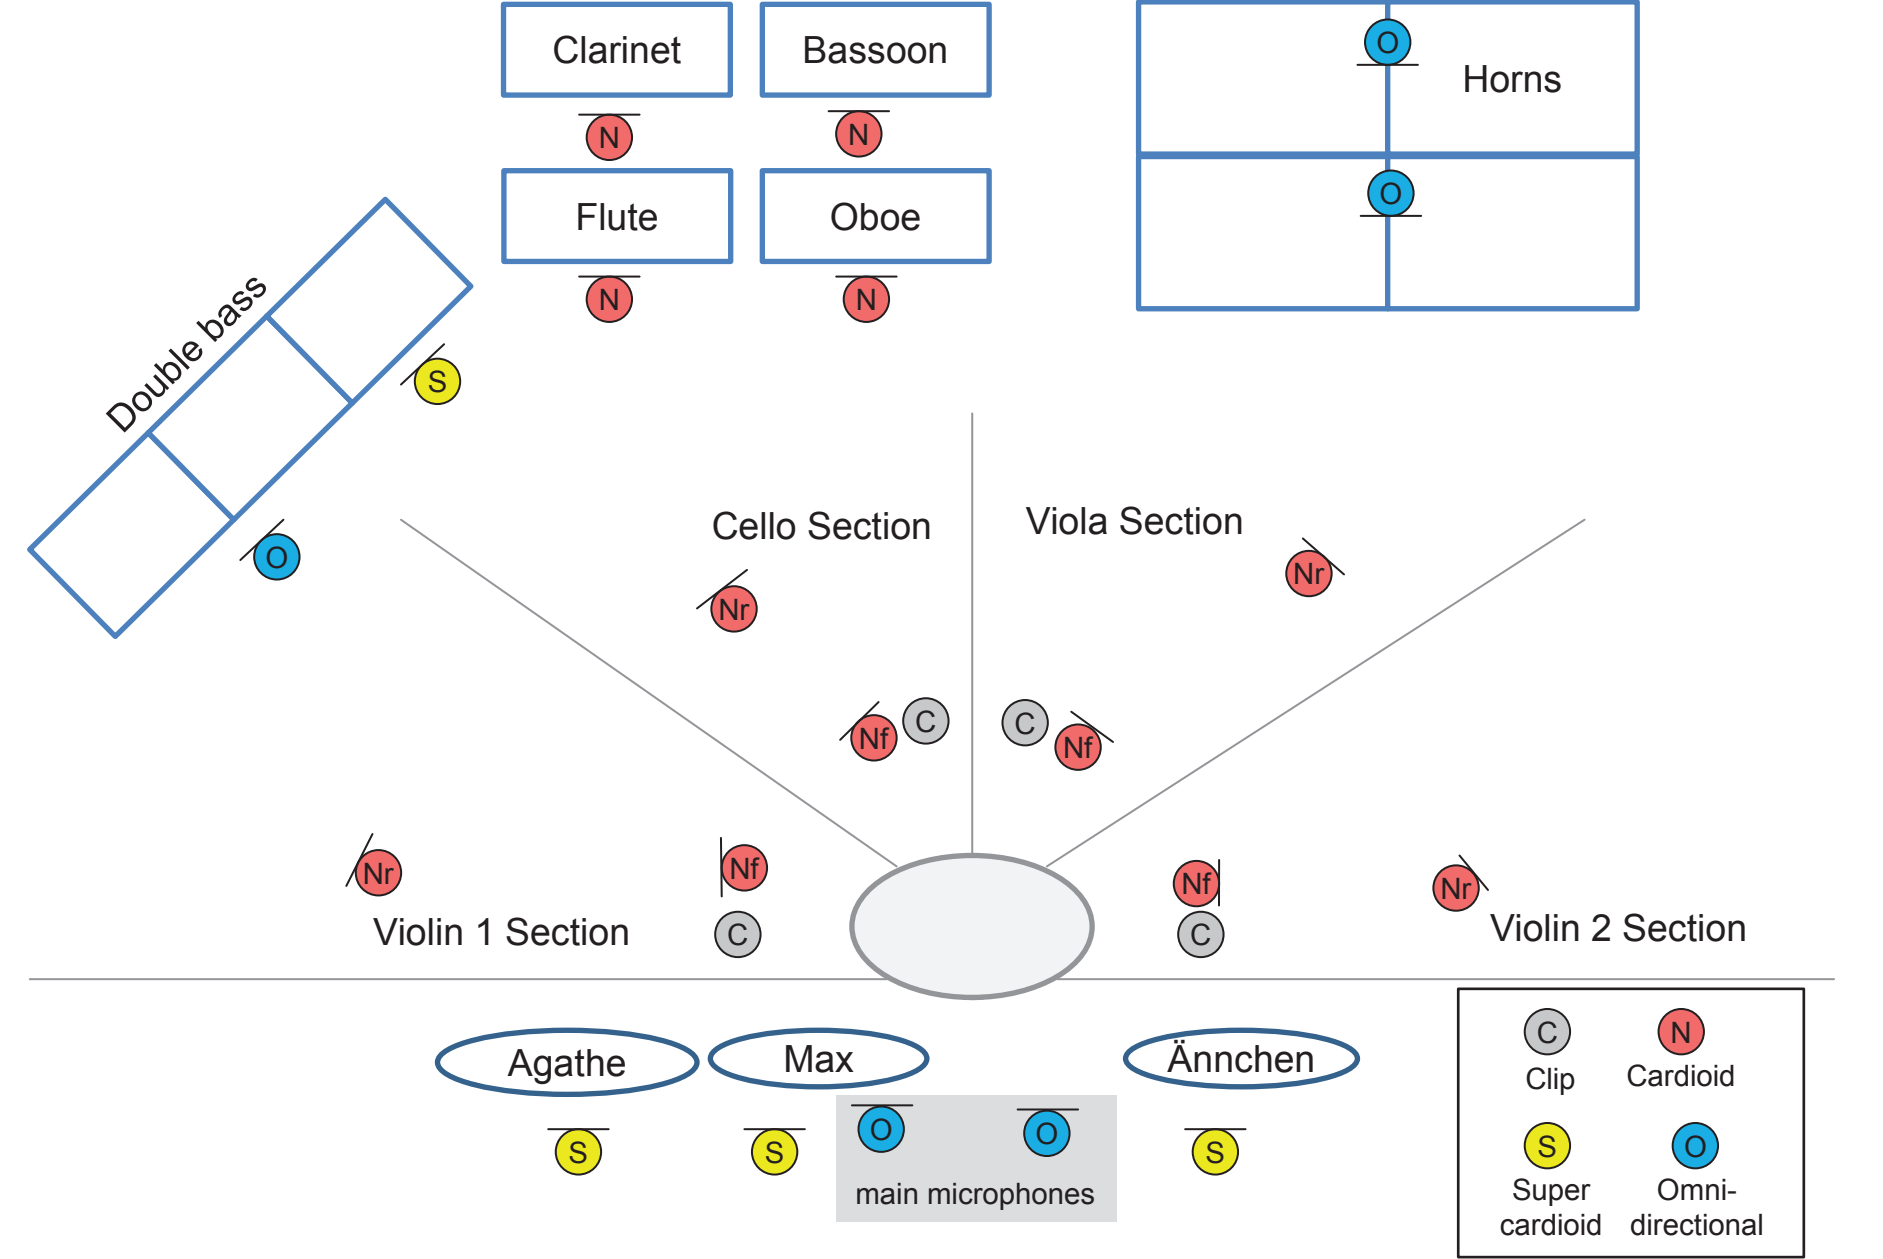 Clarinet
Bassoon
O
Horns
N
N
O
Flute
Oboe
N
N
Double bass
S
O
Cello Section
Viola Section
Nr
Nr
Nf
C
C
Nf
Nr
Nf
Nf
Nr
Violin 1 Section
C
C
Violin 2 Section
Agathe
Max
Ännchen
S
S
O
O
S
main microphones
C
N
Clip
Cardioid
S
O
Super
cardioid
Omni-
directional